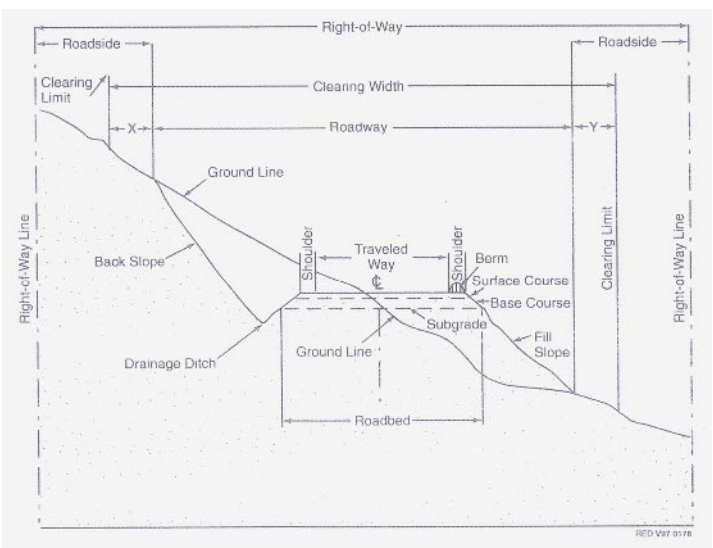 Right-of-Way
Roadside
Roadside
Clearing
Limit
Clearing Width
X
Roadway
Y
Ground Line
Right-of-Way Line
Back Slope
Shoulder
Traveled
Way
℄
Shoulder
Berm
Surface Course
Base Course
Clearing Limit
Right-of-Way Line
Subgrade
Fill
Slope
Ground Line
Drainage Ditch
Roadbed
RED V97 0176